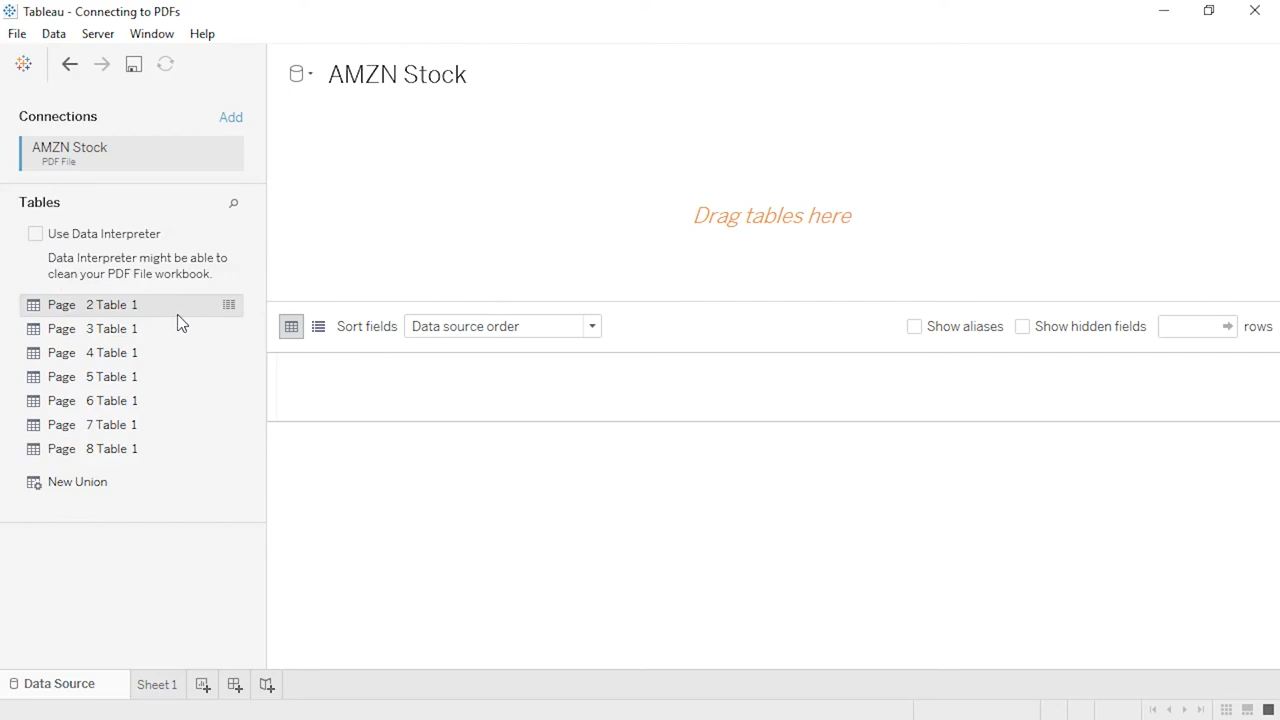 Tableau - Connecting to PDFs
File Data Server Window Help
Connections Add
AMZN Stock
PDF File
Tables
Use Data Interpreter
Data Interpreter might be able to
clean your PDF File workbook.
Page 2 Table 1
Page 3 Table 1
Page 4 Table 1
Page 5 Table 1
Page 6 Table 1
Page 7 Table 1
Page 8 Table 1
New Union
AMZN Stock
Drag tables here
Sort fields Data source order Show aliases Show hidden fields rows
Data Source Sheet 1